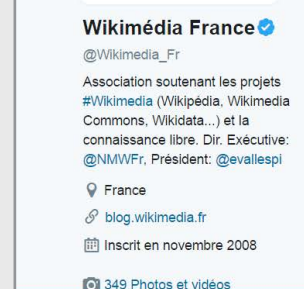 Wikimédia France
@Wikimedia_Fr
Association soutenant les projets
#Wikimedia (Wikipédia, Wikimedia
Commons, Wikidata...) et la
connaissance libre. Dir. Exécutive:
@NMWFr, Président: @evallespi
France
blog.wikimedia.fr
Inscrit en novembre 2008
349 Photos et vidéos